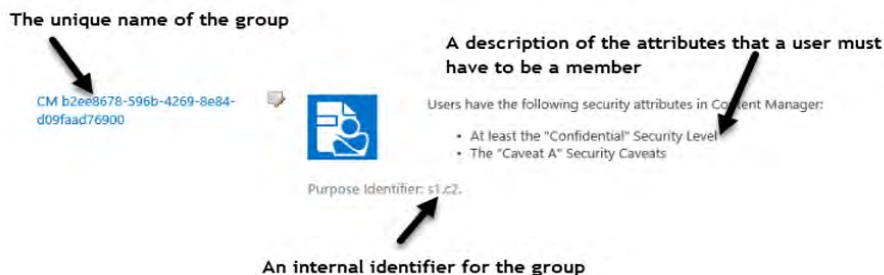 The unique name of the group
A description of the attributes that a user must
have to be a member
CM b2ee8678-596b-4269-8e84-
d09faad76900
Users have the following security attributes in Content Manager:
• At least the "Confidential" Security Level
• The "Caveat A" Security Caveats
Purpose Identifier: s1.c2.
An internal identifier for the group